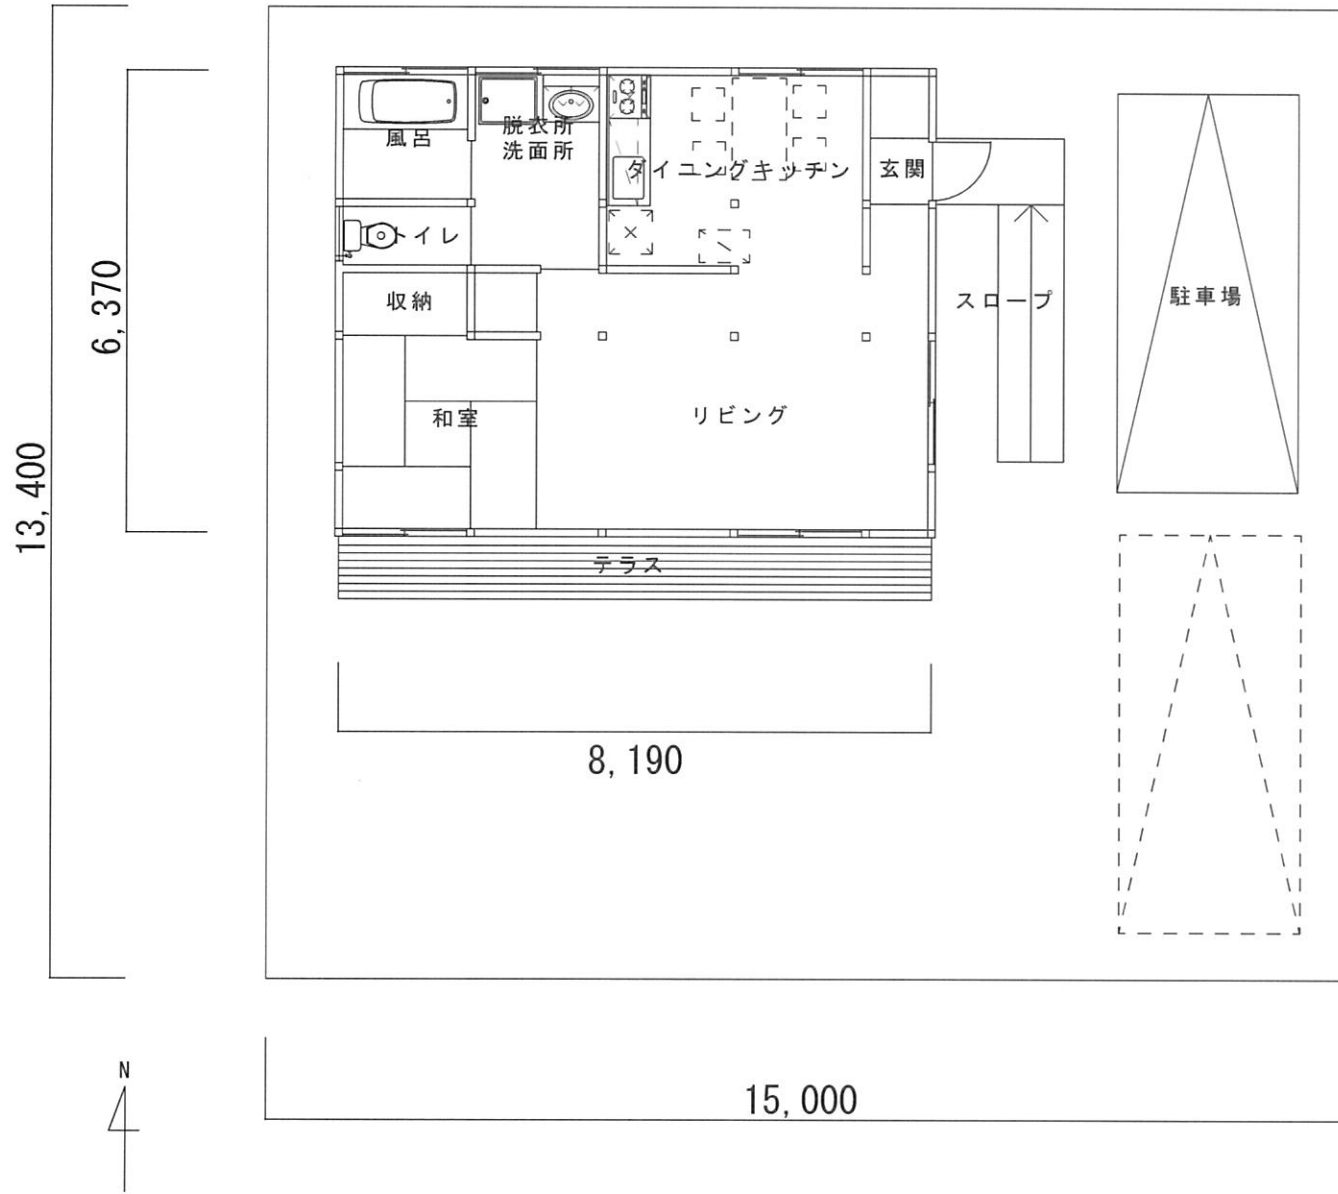 風呂
脱衣所
洗面所
ダイニングキッチン
玄関
トイレ
収納
スロープ
駐車場
和室
リビング
テラス
6,370
13,400
8,190
15,000
N